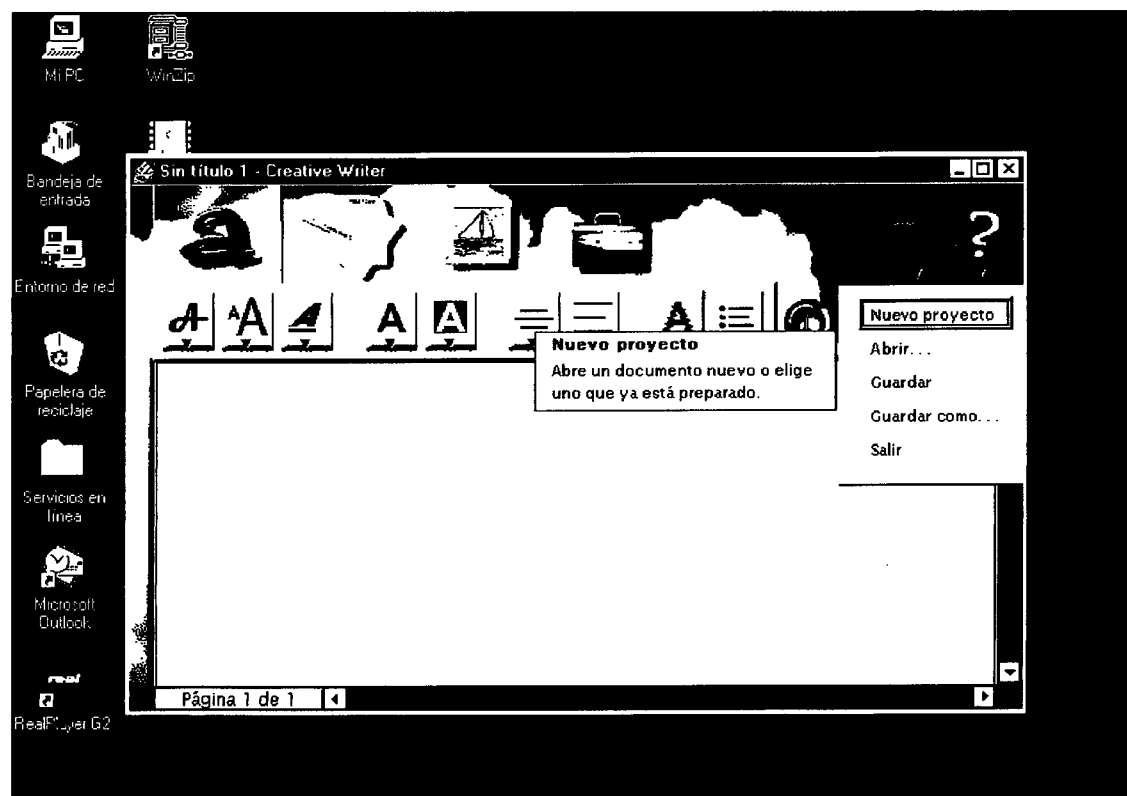 Mi PC
WinZip
Bandeja de
entrada
Entorno de red
Papelera de
reciclaje
Servicios en
línea
Microsoft
Outlook
real
RealPlayer G2
Sin título 1 - Creative Writer
?
A AA A A A A
Nuevo proyecto
Abre un documento nuevo o elige
uno que ya está preparado.
Nuevo proyecto
Abrir...
Guardar
Guardar como...
Salir
Página 1 de 1